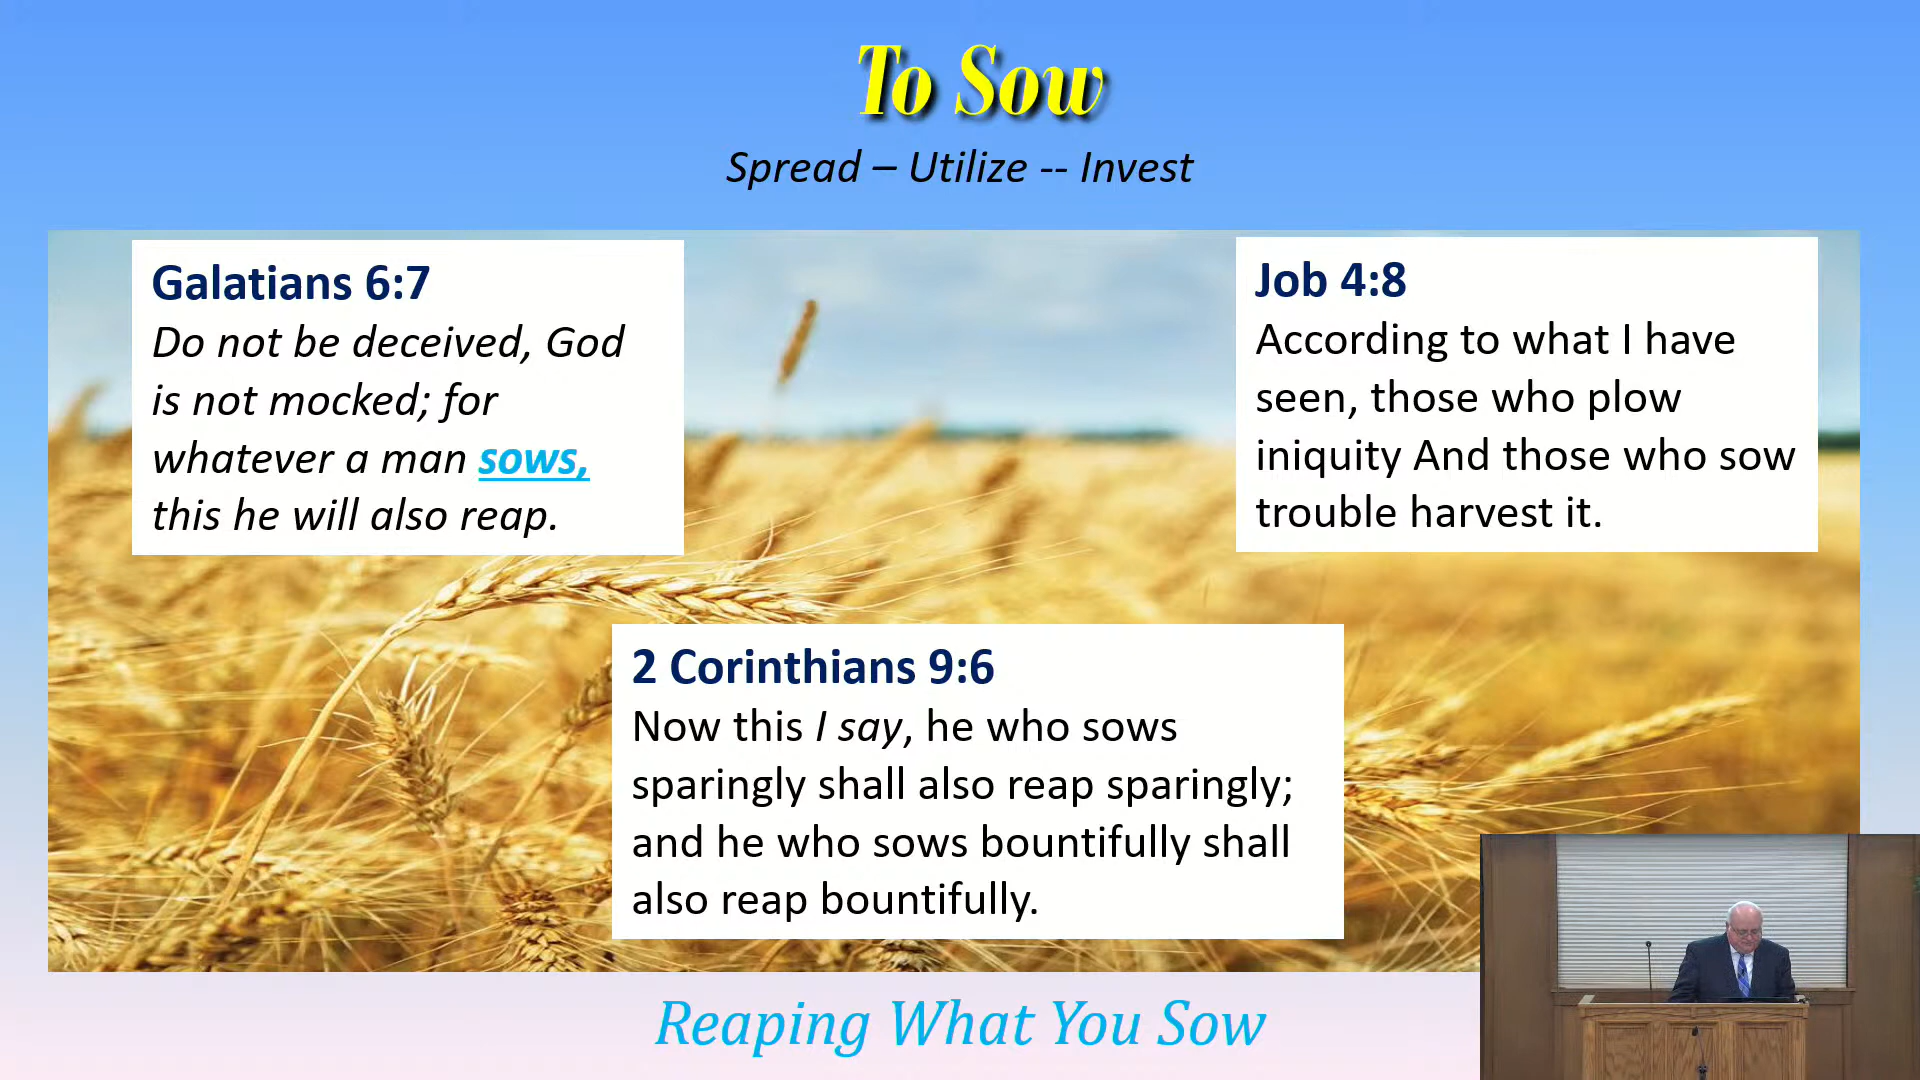 To Sow
Spread – Utilize -- Invest
Galatians 6:7
Do not be deceived, God
is not mocked; for
whatever a man sows,
this he will also reap.
Job 4:8
According to what I have
seen, those who plow
iniquity And those who sow
trouble harvest it.
2 Corinthians 9:6
Now this I say, he who sows
sparingly shall also reap sparingly;
and he who sows bountifully shall
also reap bountifully.
Reaping What You Sow